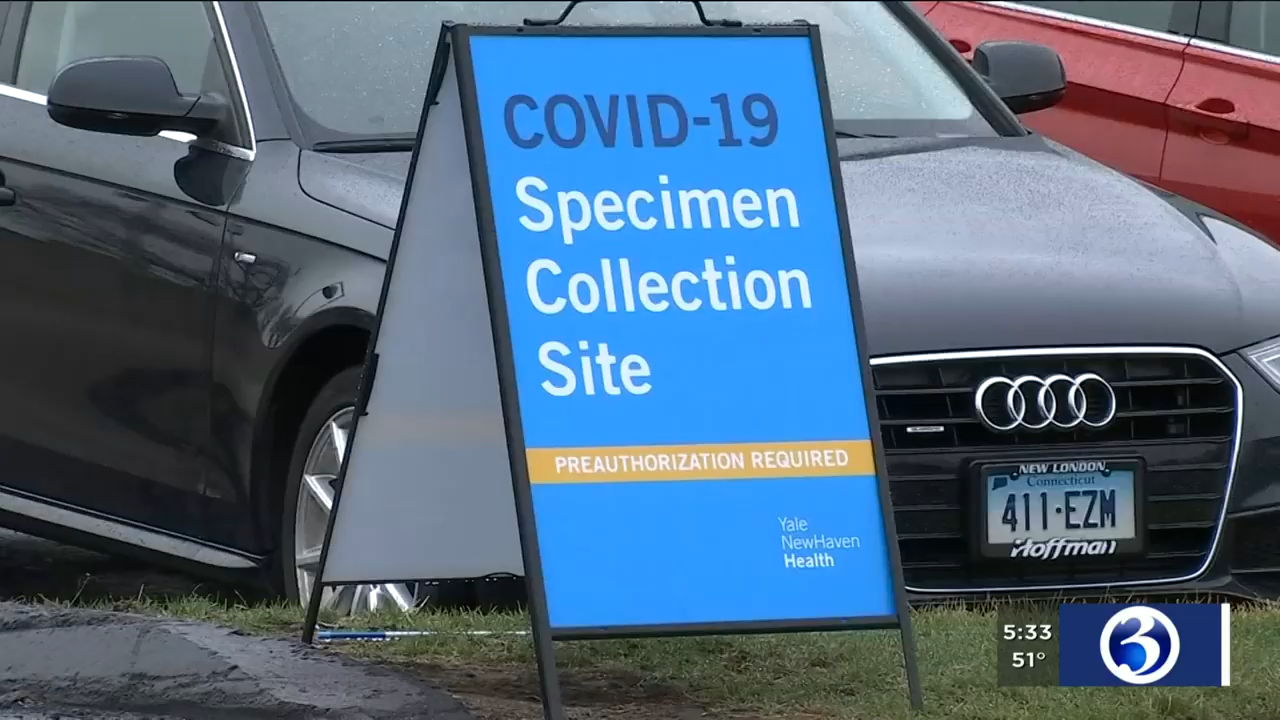 COVID-19
Specimen
Collection
Site
PREAUTHORIZATION REQUIRED
Yale
NewHaven
Health
NEW LONDON
Connecticut
411·EZM
Hoffman
5:33
51°
3